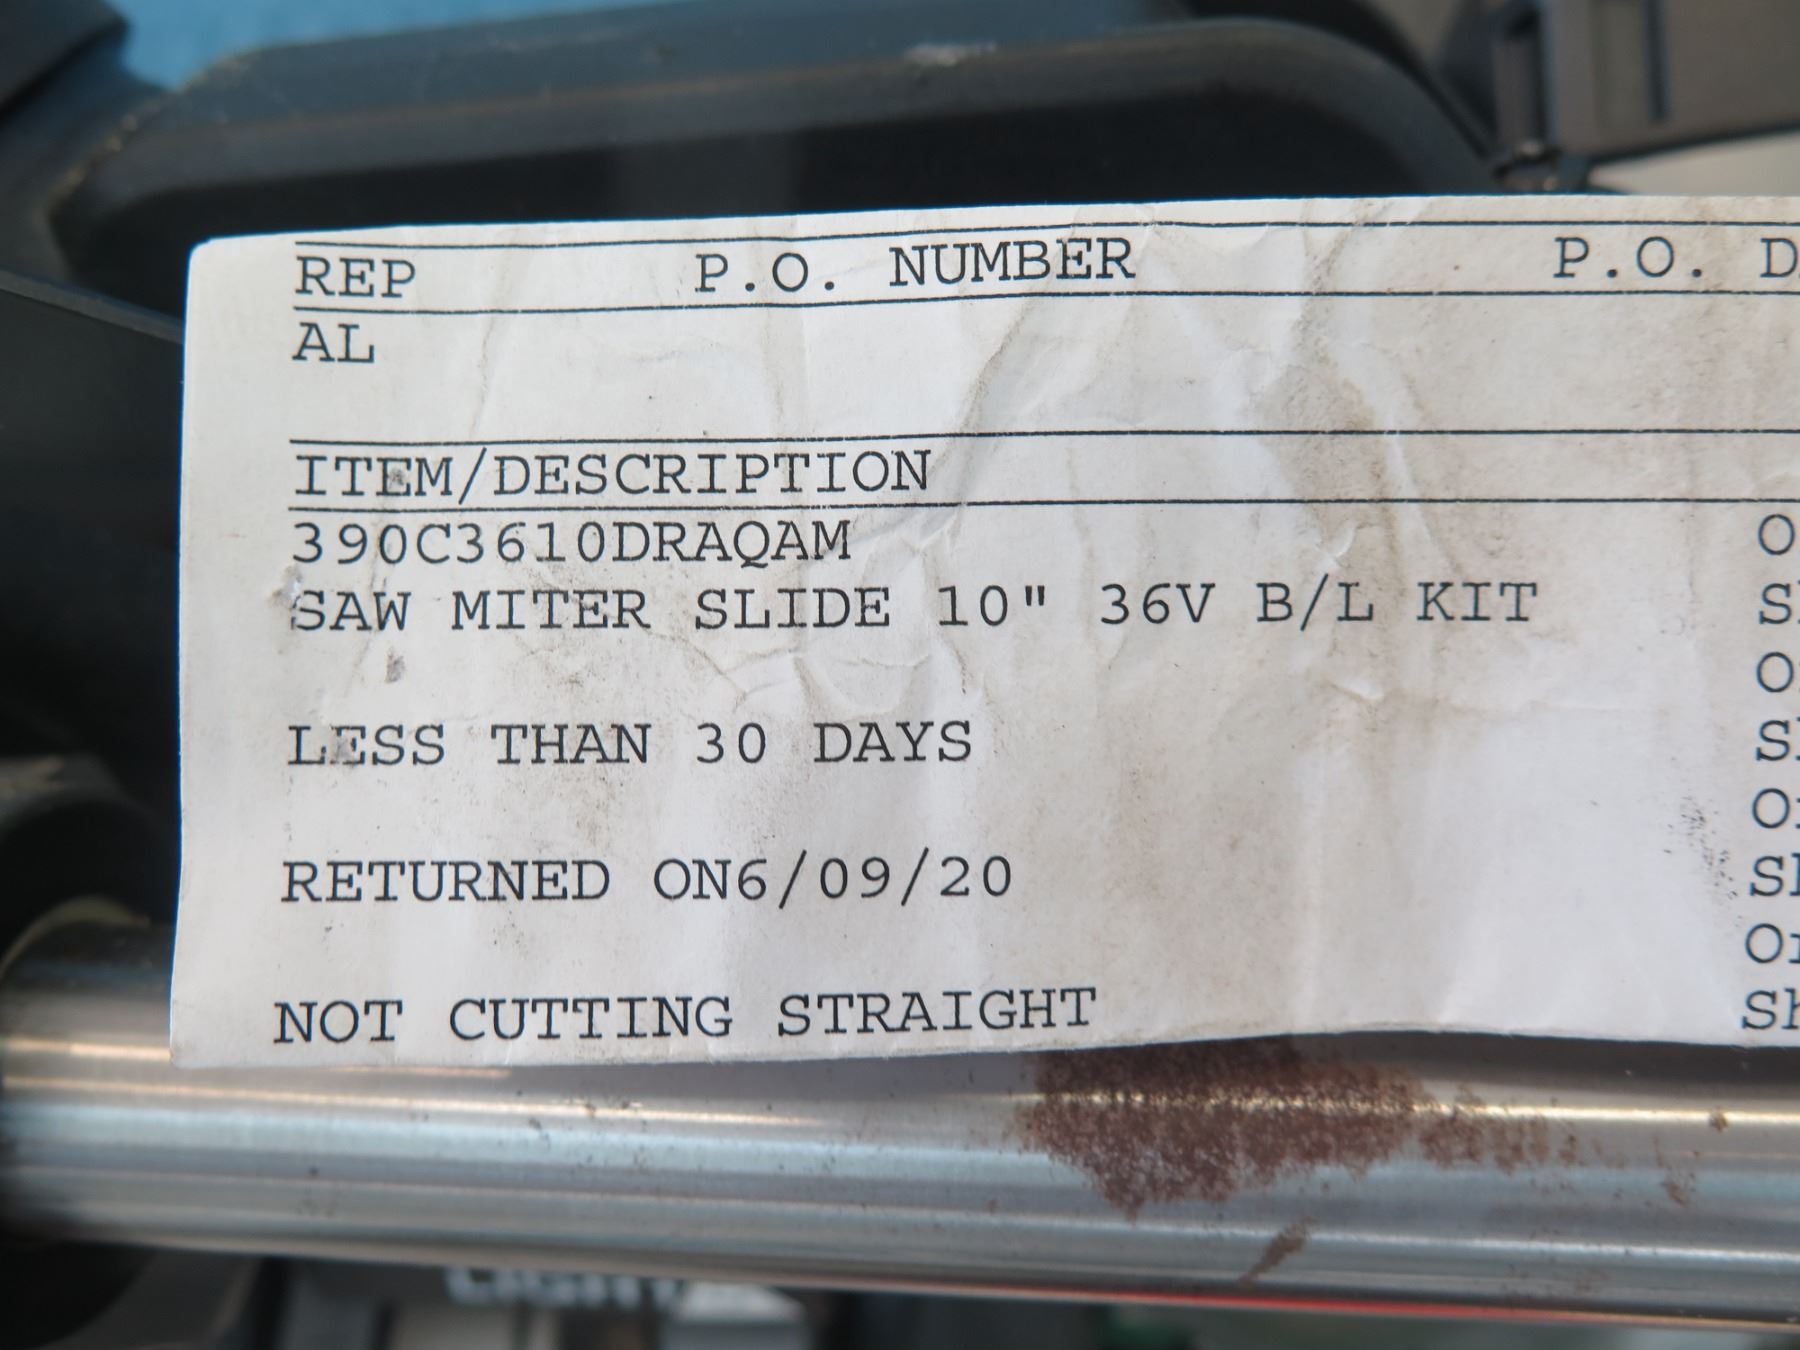 REP P.O. NUMBER P.O.
AL
ITEM/DESCRIPTION
390C3610DRAQAM
SAW MITER SLIDE 10" 36V B/L KIT
LESS THAN 30 DAYS
RETURNED ON6/09/20
NOT CUTTING STRAIGHT